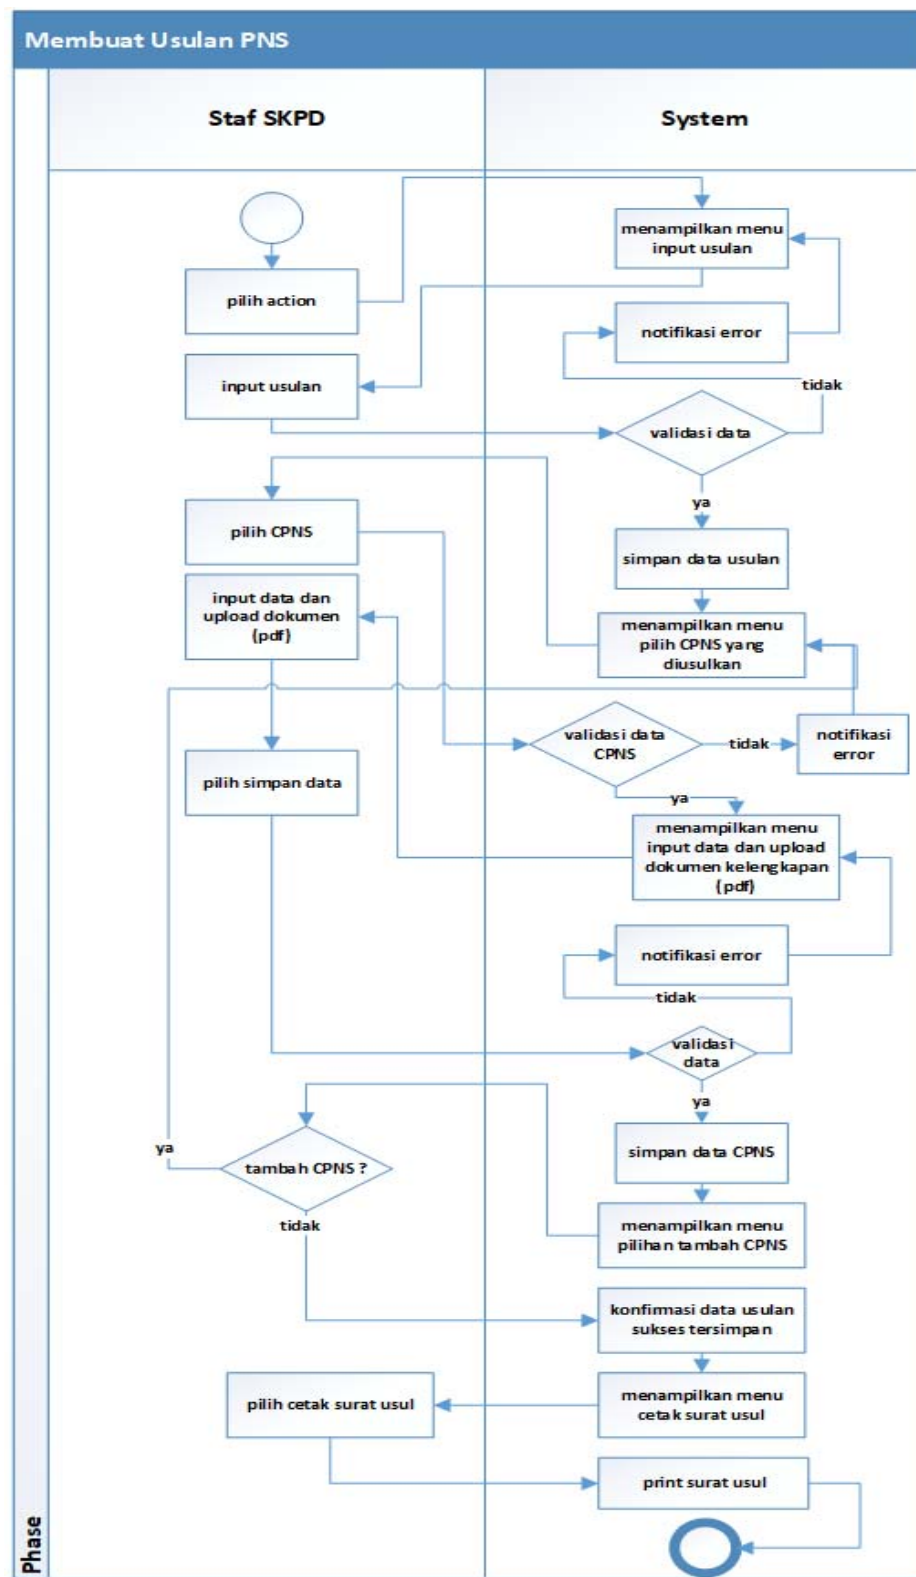 Membuat Usulan PNS
Staf SKPD
System
menampilkan menu
input usulan
pilih action
notifikasi error
input usulan
tidak
validasi data
ya
pilih CPNS
simpan data usulan
input data dan
upload dokumen
(pdf)
menampilkan menu
pilih CPNS yang
diusulkan
validasi data
CPNS
tidak
notifikasi
error
pilih simpan data
ya
menampilkan menu
input data dan upload
dokumen kelengkapan
(pdf)
notifikasi error
tidak
validasi
data
ya
simpan data CPNS
ya
tambah CPNS ?
tidak
menampilkan menu
pilihan tambah CPNS
konfirmasi data usulan
sukses tersimpan
pilih cetak surat usul
menampilkan menu
cetak surat usul
print surat usul
Phase